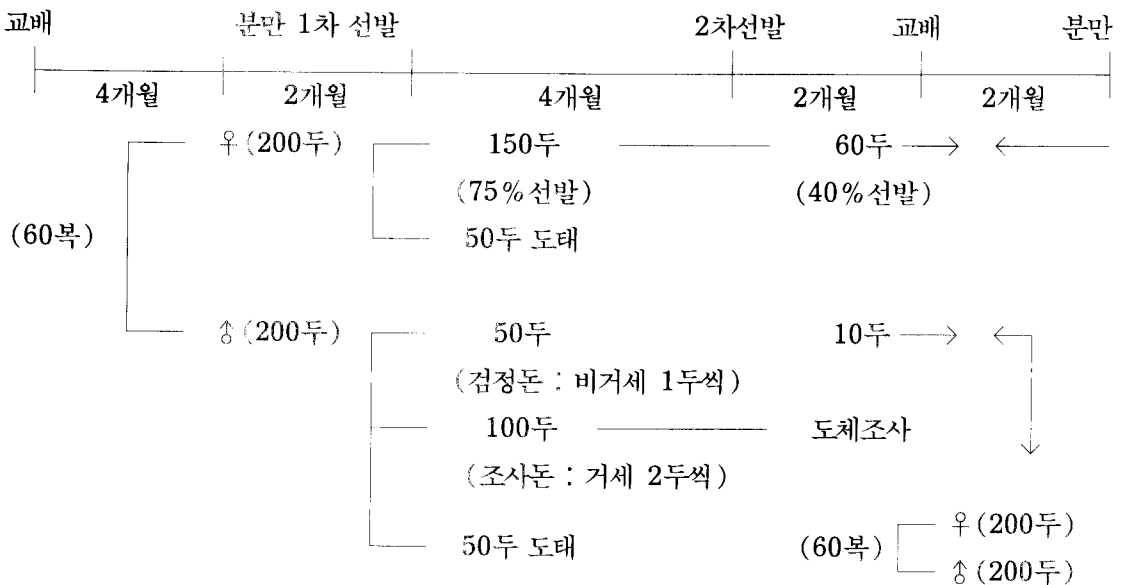 교배 분만 1차 선발 2차선발 교배 분만
4개월 2개월 4개월 2개월 2개월
♀(200두) 150두 60두
(75%선발) (40%선발)
(60복) 50두 도태
♂(200두) 50두 10두
(검정돈 : 비거세 1두씩)
100두 도체조사
(조사돈 : 거세 2두씩)
♀(200두)
50두 도태 (60복)
♂(200두)